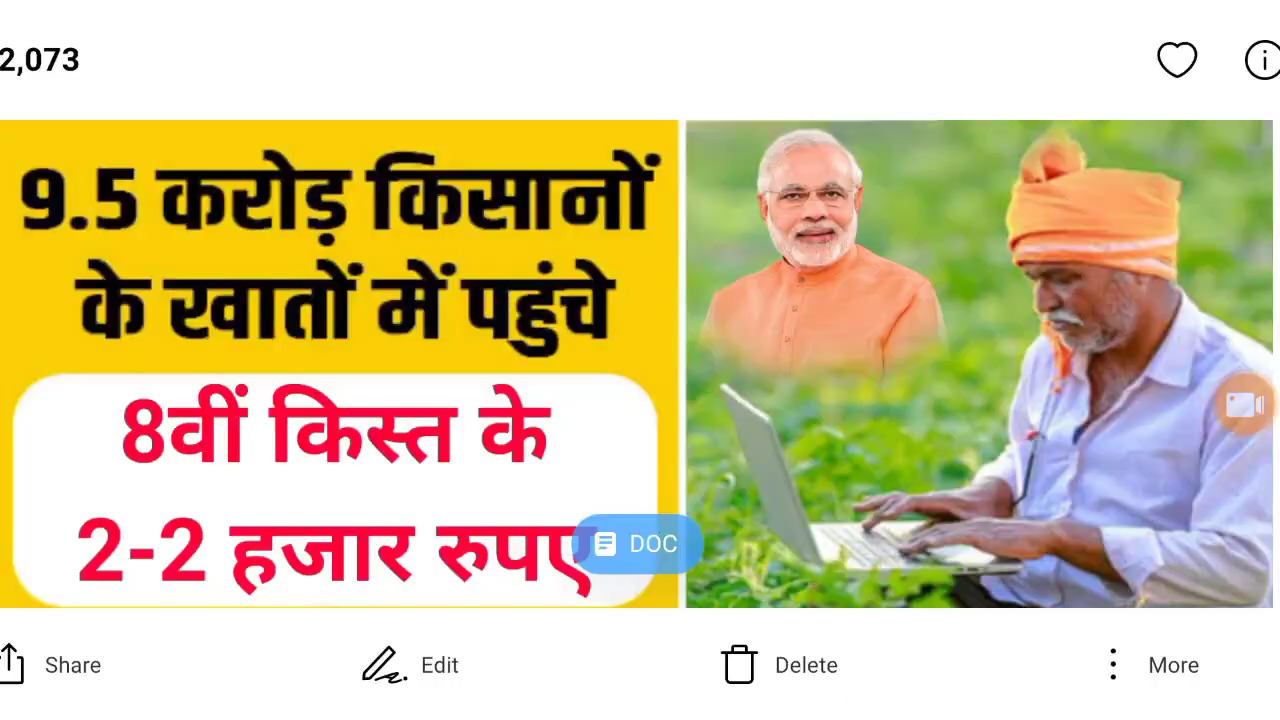 2,073
9.5 करोड़ किसानों
के खातों में पहुंचे
8वीं किस्त के
2-2 हजार रुपए
DOC
Share
Edit
Delete
More